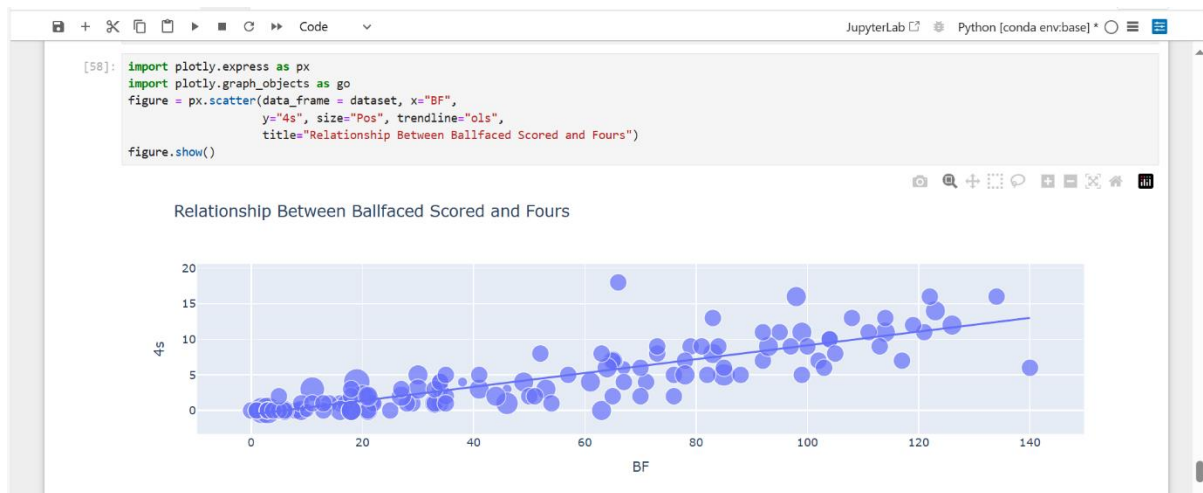 Code
JupyterLab Python [conda env:base] *
[58]: import plotly.express as px
import plotly.graph_objects as go
figure = px.scatter(data_frame = dataset, x="BF",
y="4s", size="Pos", trendline="ols",
title="Relationship Between Ballfaced Scored and Fours")
figure.show()
Relationship Between Ballfaced Scored and Fours
20
15
10
5
0
4s
0 20 40 60 80 100 120 140
BF